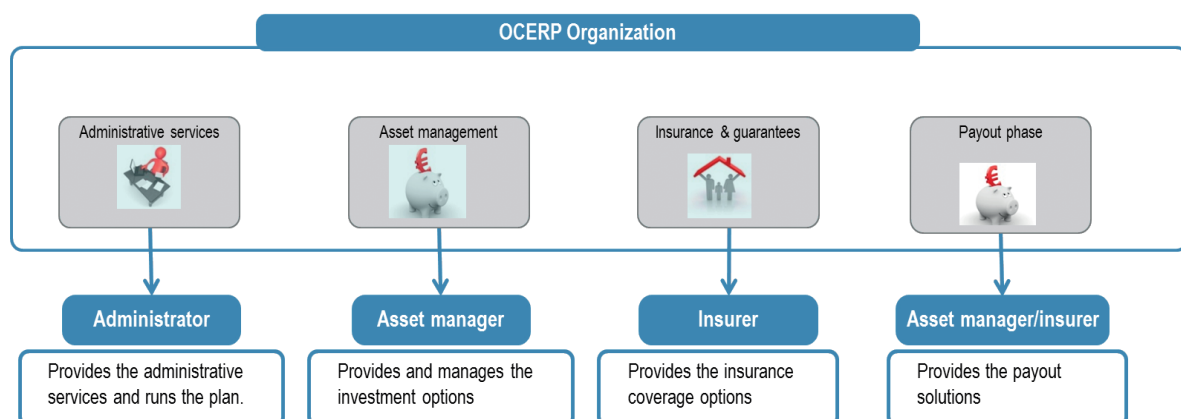 OCERP Organization
Administrative services
Asset management
Insurance & guarantees
Payout phase
€
€
Administrator
Asset manager
Insurer
Asset manager/insurer
Provides the administrative
services and runs the plan.
Provides and manages the
investment options
Provides the insurance
coverage options
Provides the payout
solutions